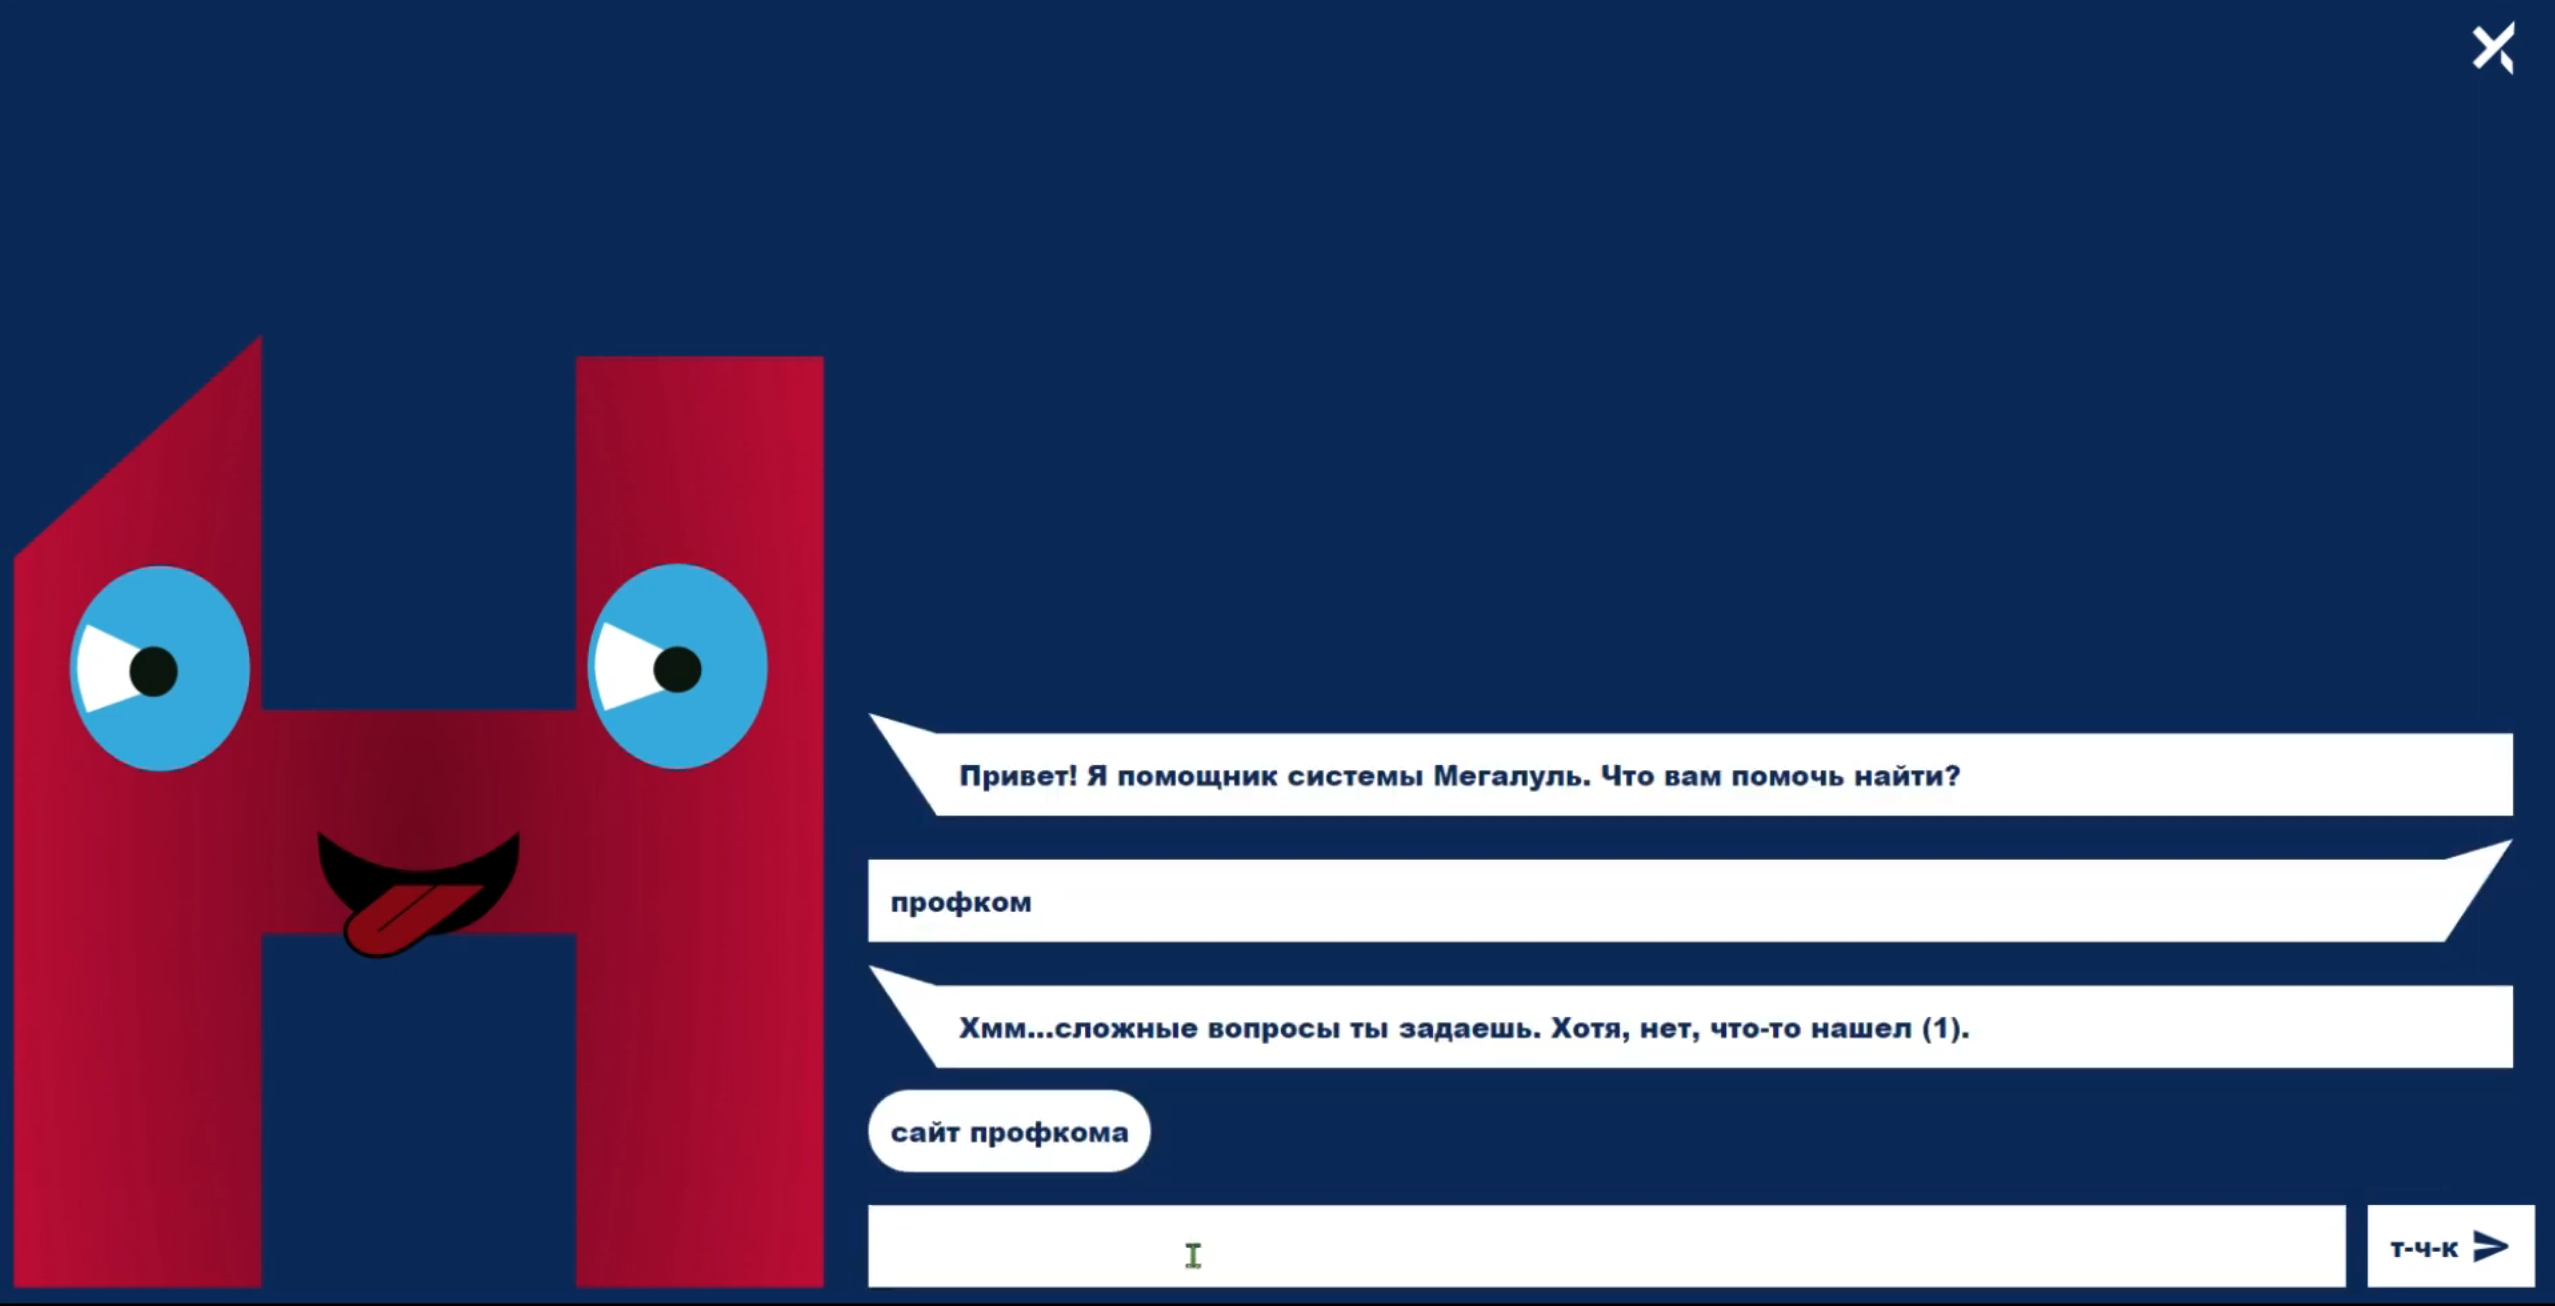 Привет! Я помощник системы Мегалуль. Что вам помочь найти?
профком
Хмм...сложные вопросы ты задаешь. Хотя, нет, что-то нашел (1).
сайт профкома
т-ч-к